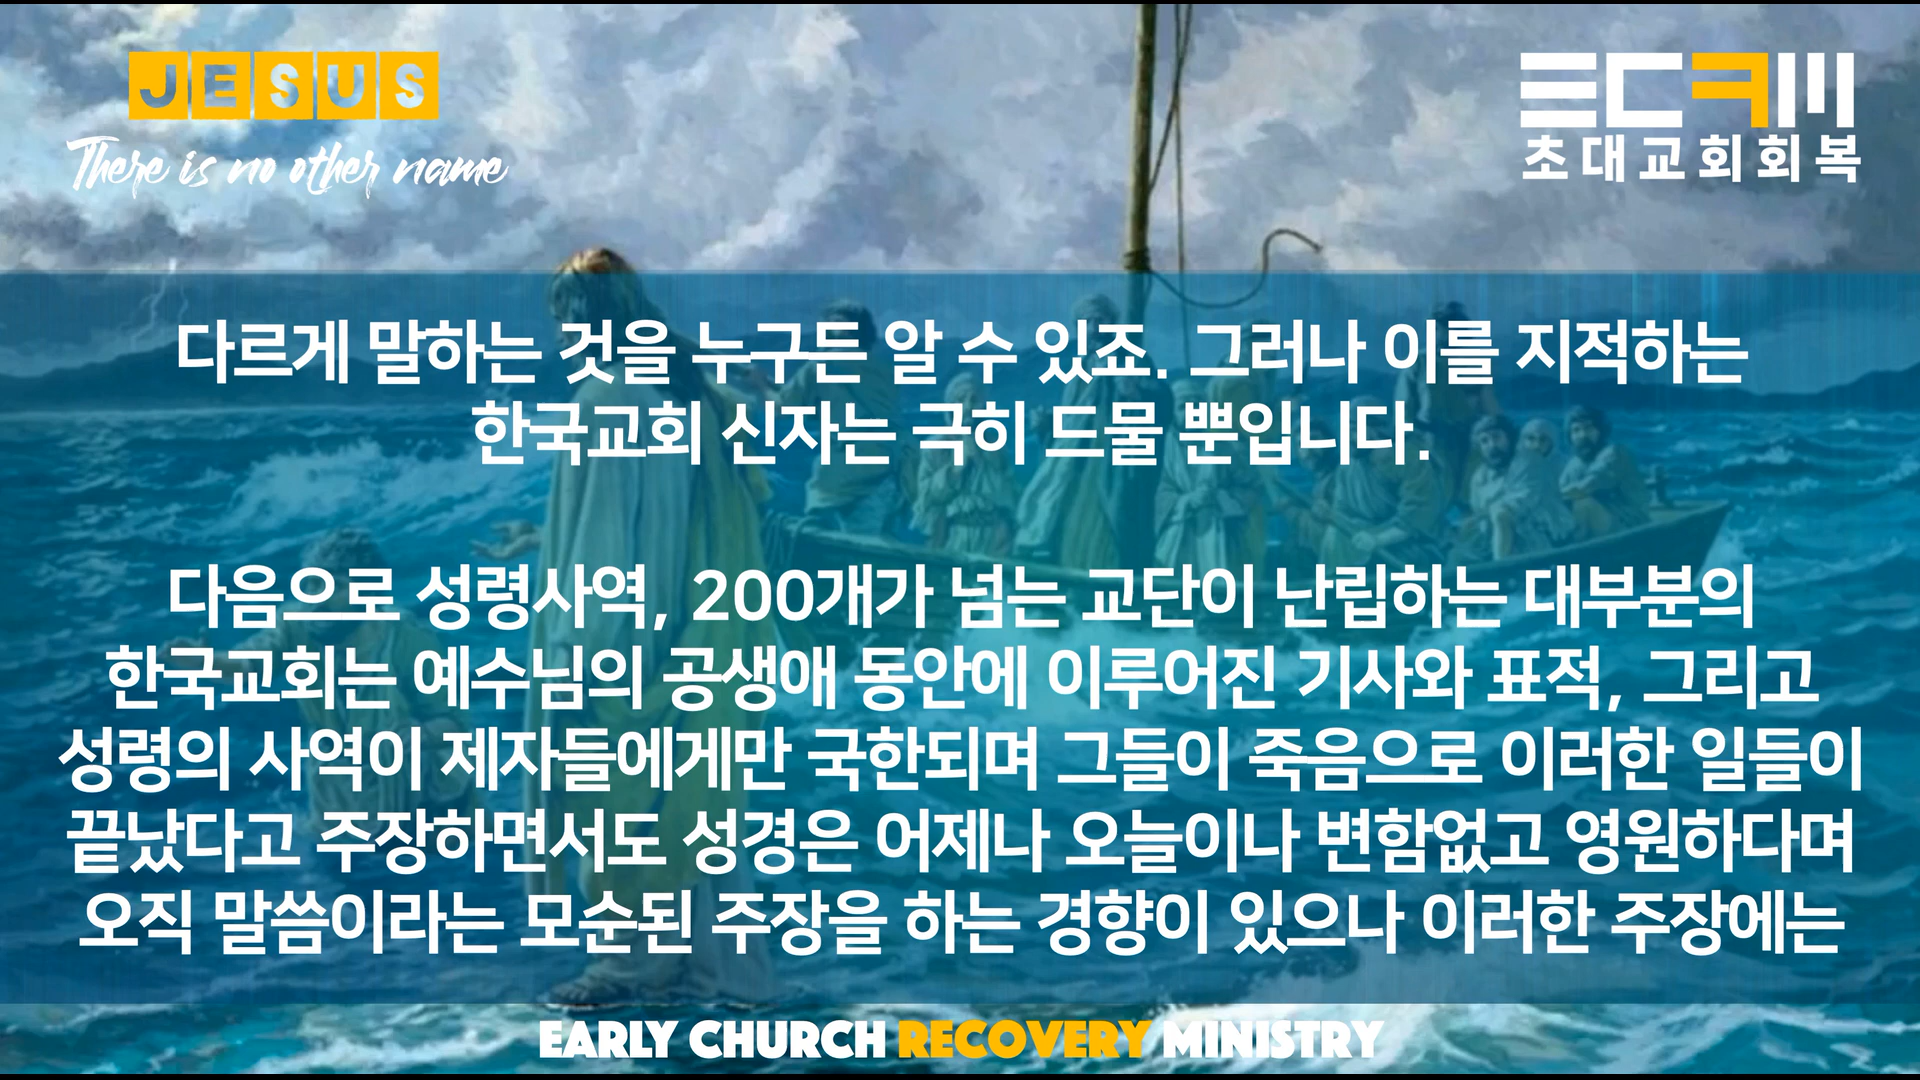 JESUS
There is no other name
ECRM
초대교회회복
다르게 말하는 것을 누구든 알 수 있죠. 그러나 이를 지적하는
한국교회 신자는 극히 드물 뿐입니다.
다음으로 성령사역, 200개가 넘는 교단이 난립하는 대부분의
한국교회는 예수님의 공생애 동안에 이루어진 기사와 표적, 그리고
성령의 사역이 제자들에게만 국한되며 그들이 죽음으로 이러한 일들이
끝났다고 주장하면서도 성경은 어제나 오늘이나 변함없고 영원하다며
오직 말씀이라는 모순된 주장을 하는 경향이 있으나 이러한 주장에는
EARLY CHURCH RECOVERY MINISTRY